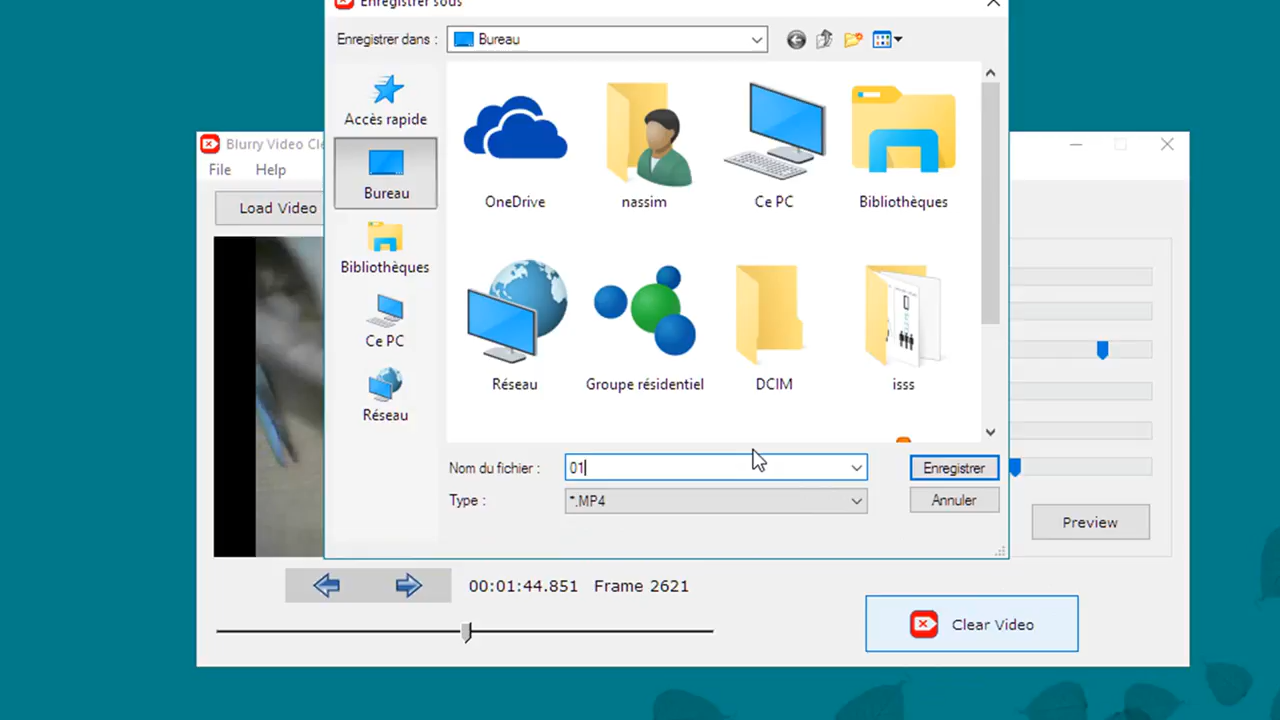 Enregistrer sous
Enregistrer dans :
Bureau
Accès rapide
Bureau
Bibliothèques
Ce PC
Réseau
OneDrive
nassim
Ce PC
Bibliothèques
Réseau
Groupe résidentiel
DCIM
isss
Nom du fichier :
01
Enregistrer
Type :
*.MP4
Annuler
Blurry Video Cle
File
Help
Load Video
Preview
00:01:44.851
Frame 2621
Clear Video